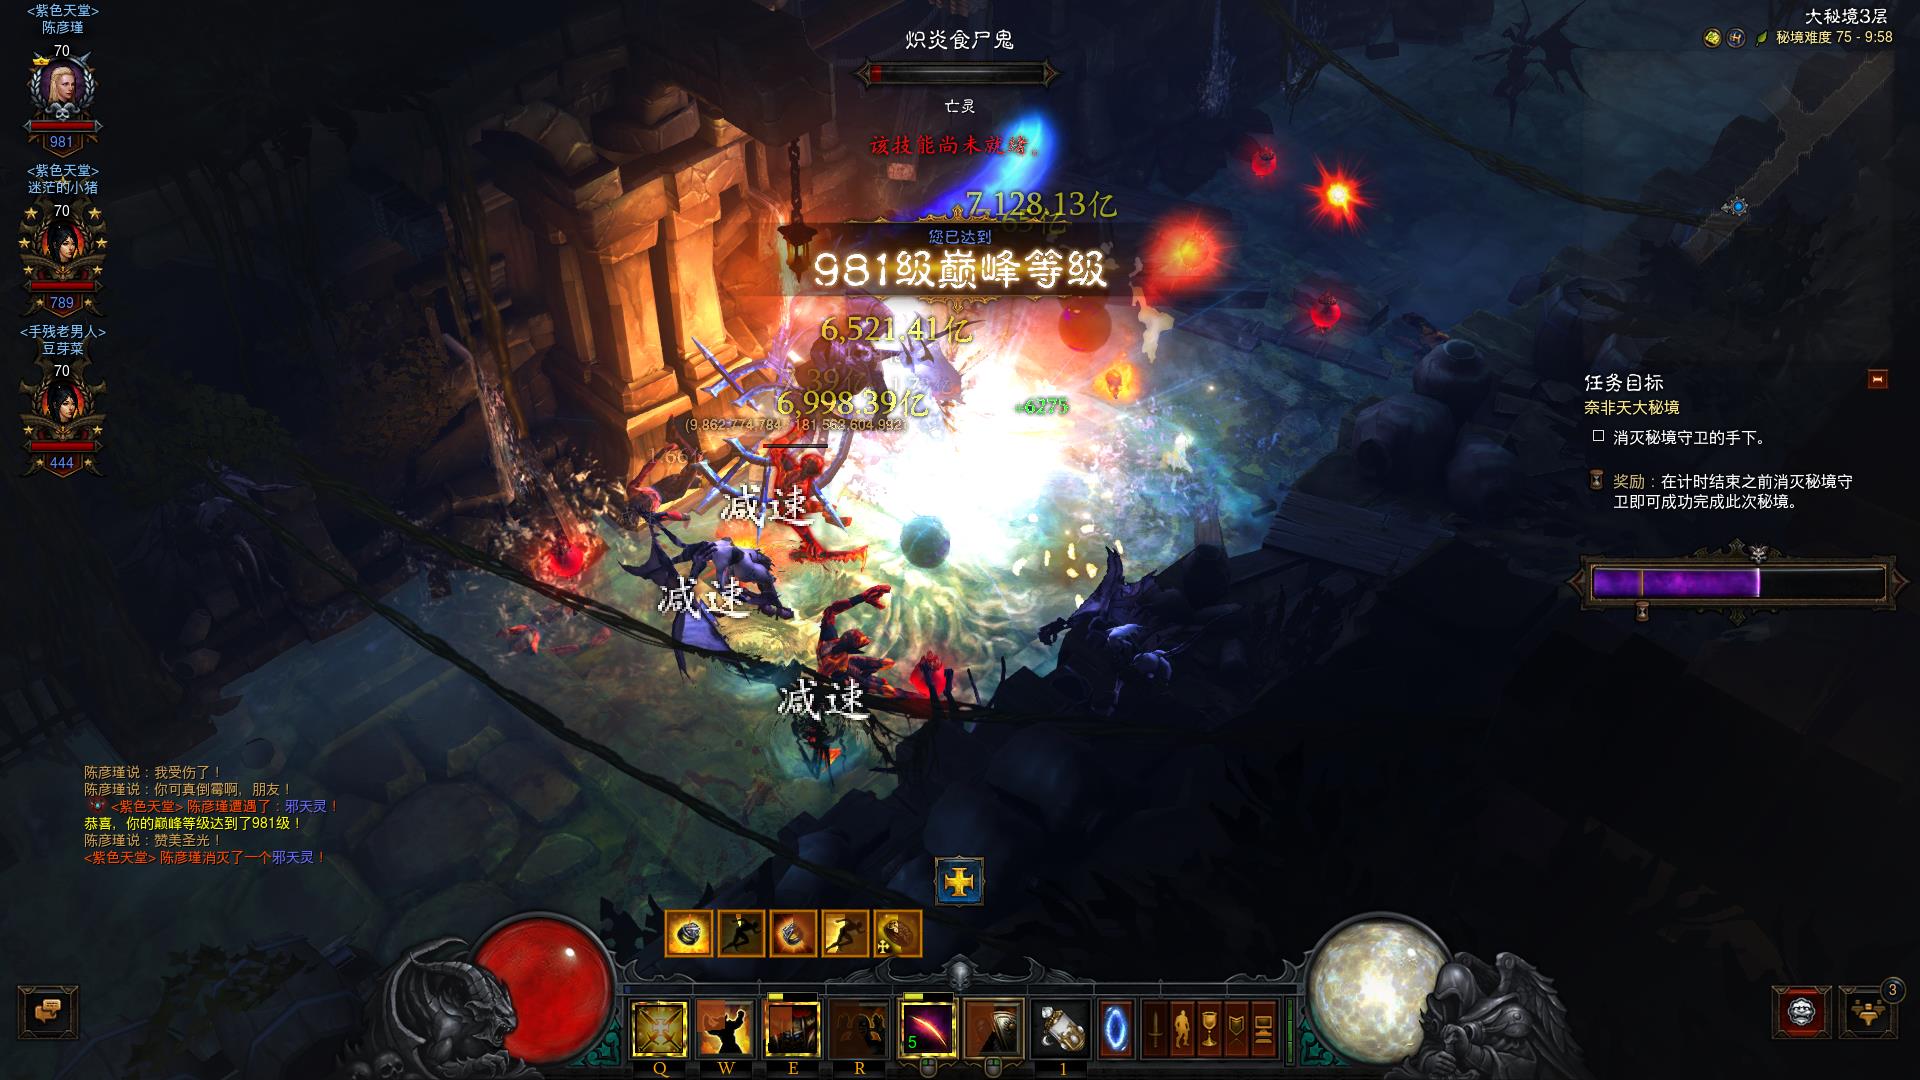 <紫色天堂>
陈彦瑾
70
981
<紫色天堂>
迷茫的小猪
70
789
<手残老男人>
豆芽菜
70
444
炽炎食尸鬼
亡灵
该技能尚未就绪。
7,128.13亿
您已达到
981级巅峰等级
6,521.41亿
6,998.39亿
+6275
1.66亿
减速
减速
减速
大秘境3层
秘境难度 75 - 9:58
任务目标
奈非天大秘境
消灭秘境守卫的手下。
奖励：在计时结束之前消灭秘境守
卫即可成功完成此次秘境。
陈彦瑾说：我受伤了！
陈彦瑾说：你可真倒霉啊，朋友！
<紫色天堂> 陈彦瑾遭遇了：邪天灵！
恭喜，你的巅峰等级达到了981级！
陈彦瑾说：赞美圣光！
<紫色天堂> 陈彦瑾消灭了一个邪天灵！
5
Q
W
E
R
1
3